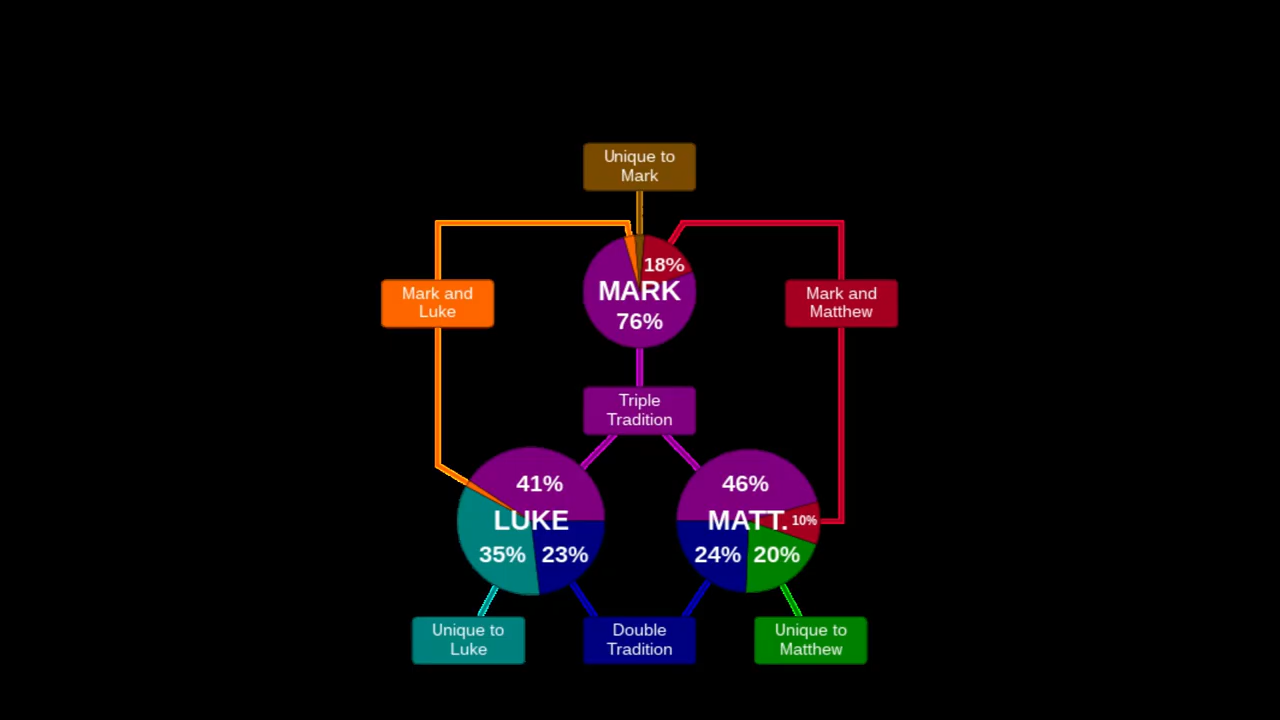 Unique to
Mark
18%
MARK
76%
Mark and
Luke
Mark and
Matthew
Triple
Tradition
41%
LUKE
35%
23%
46%
MATT.
10%
24%
20%
Unique to
Luke
Double
Tradition
Unique to
Matthew